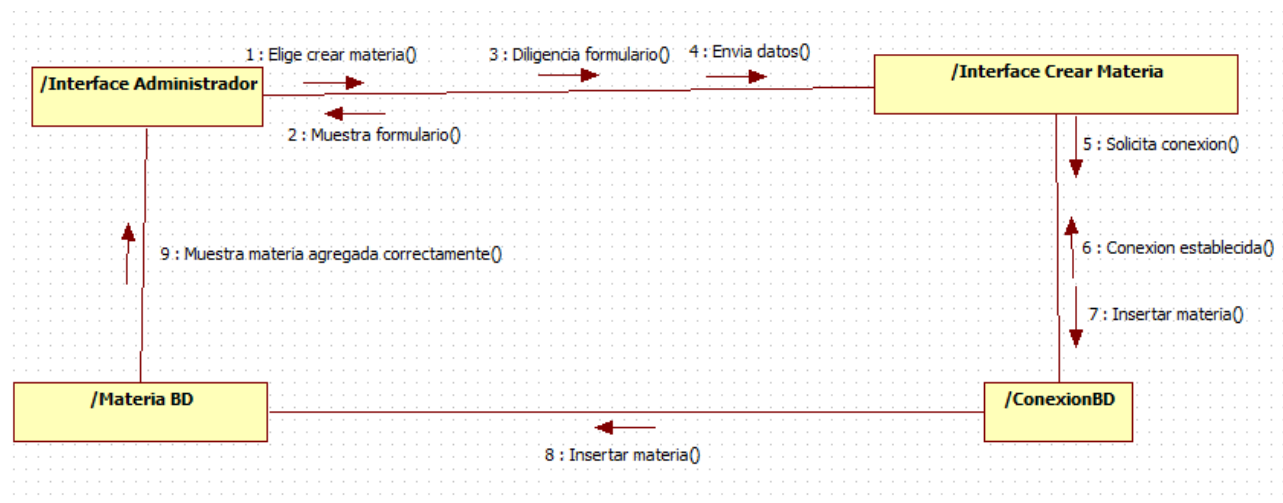 1 : Elige crear materia()
3 : Diligencia formulario()
4 : Envia datos()
/Interface Administrador
/Interface Crear Materia
2 : Muestra formulario()
5 : Solicita conexion()
9 : Muestra materia agregada correctamente()
6 : Conexion establecida()
7 : Insertar materia()
/Materia BD
/ConexionBD
8 : Insertar materia()